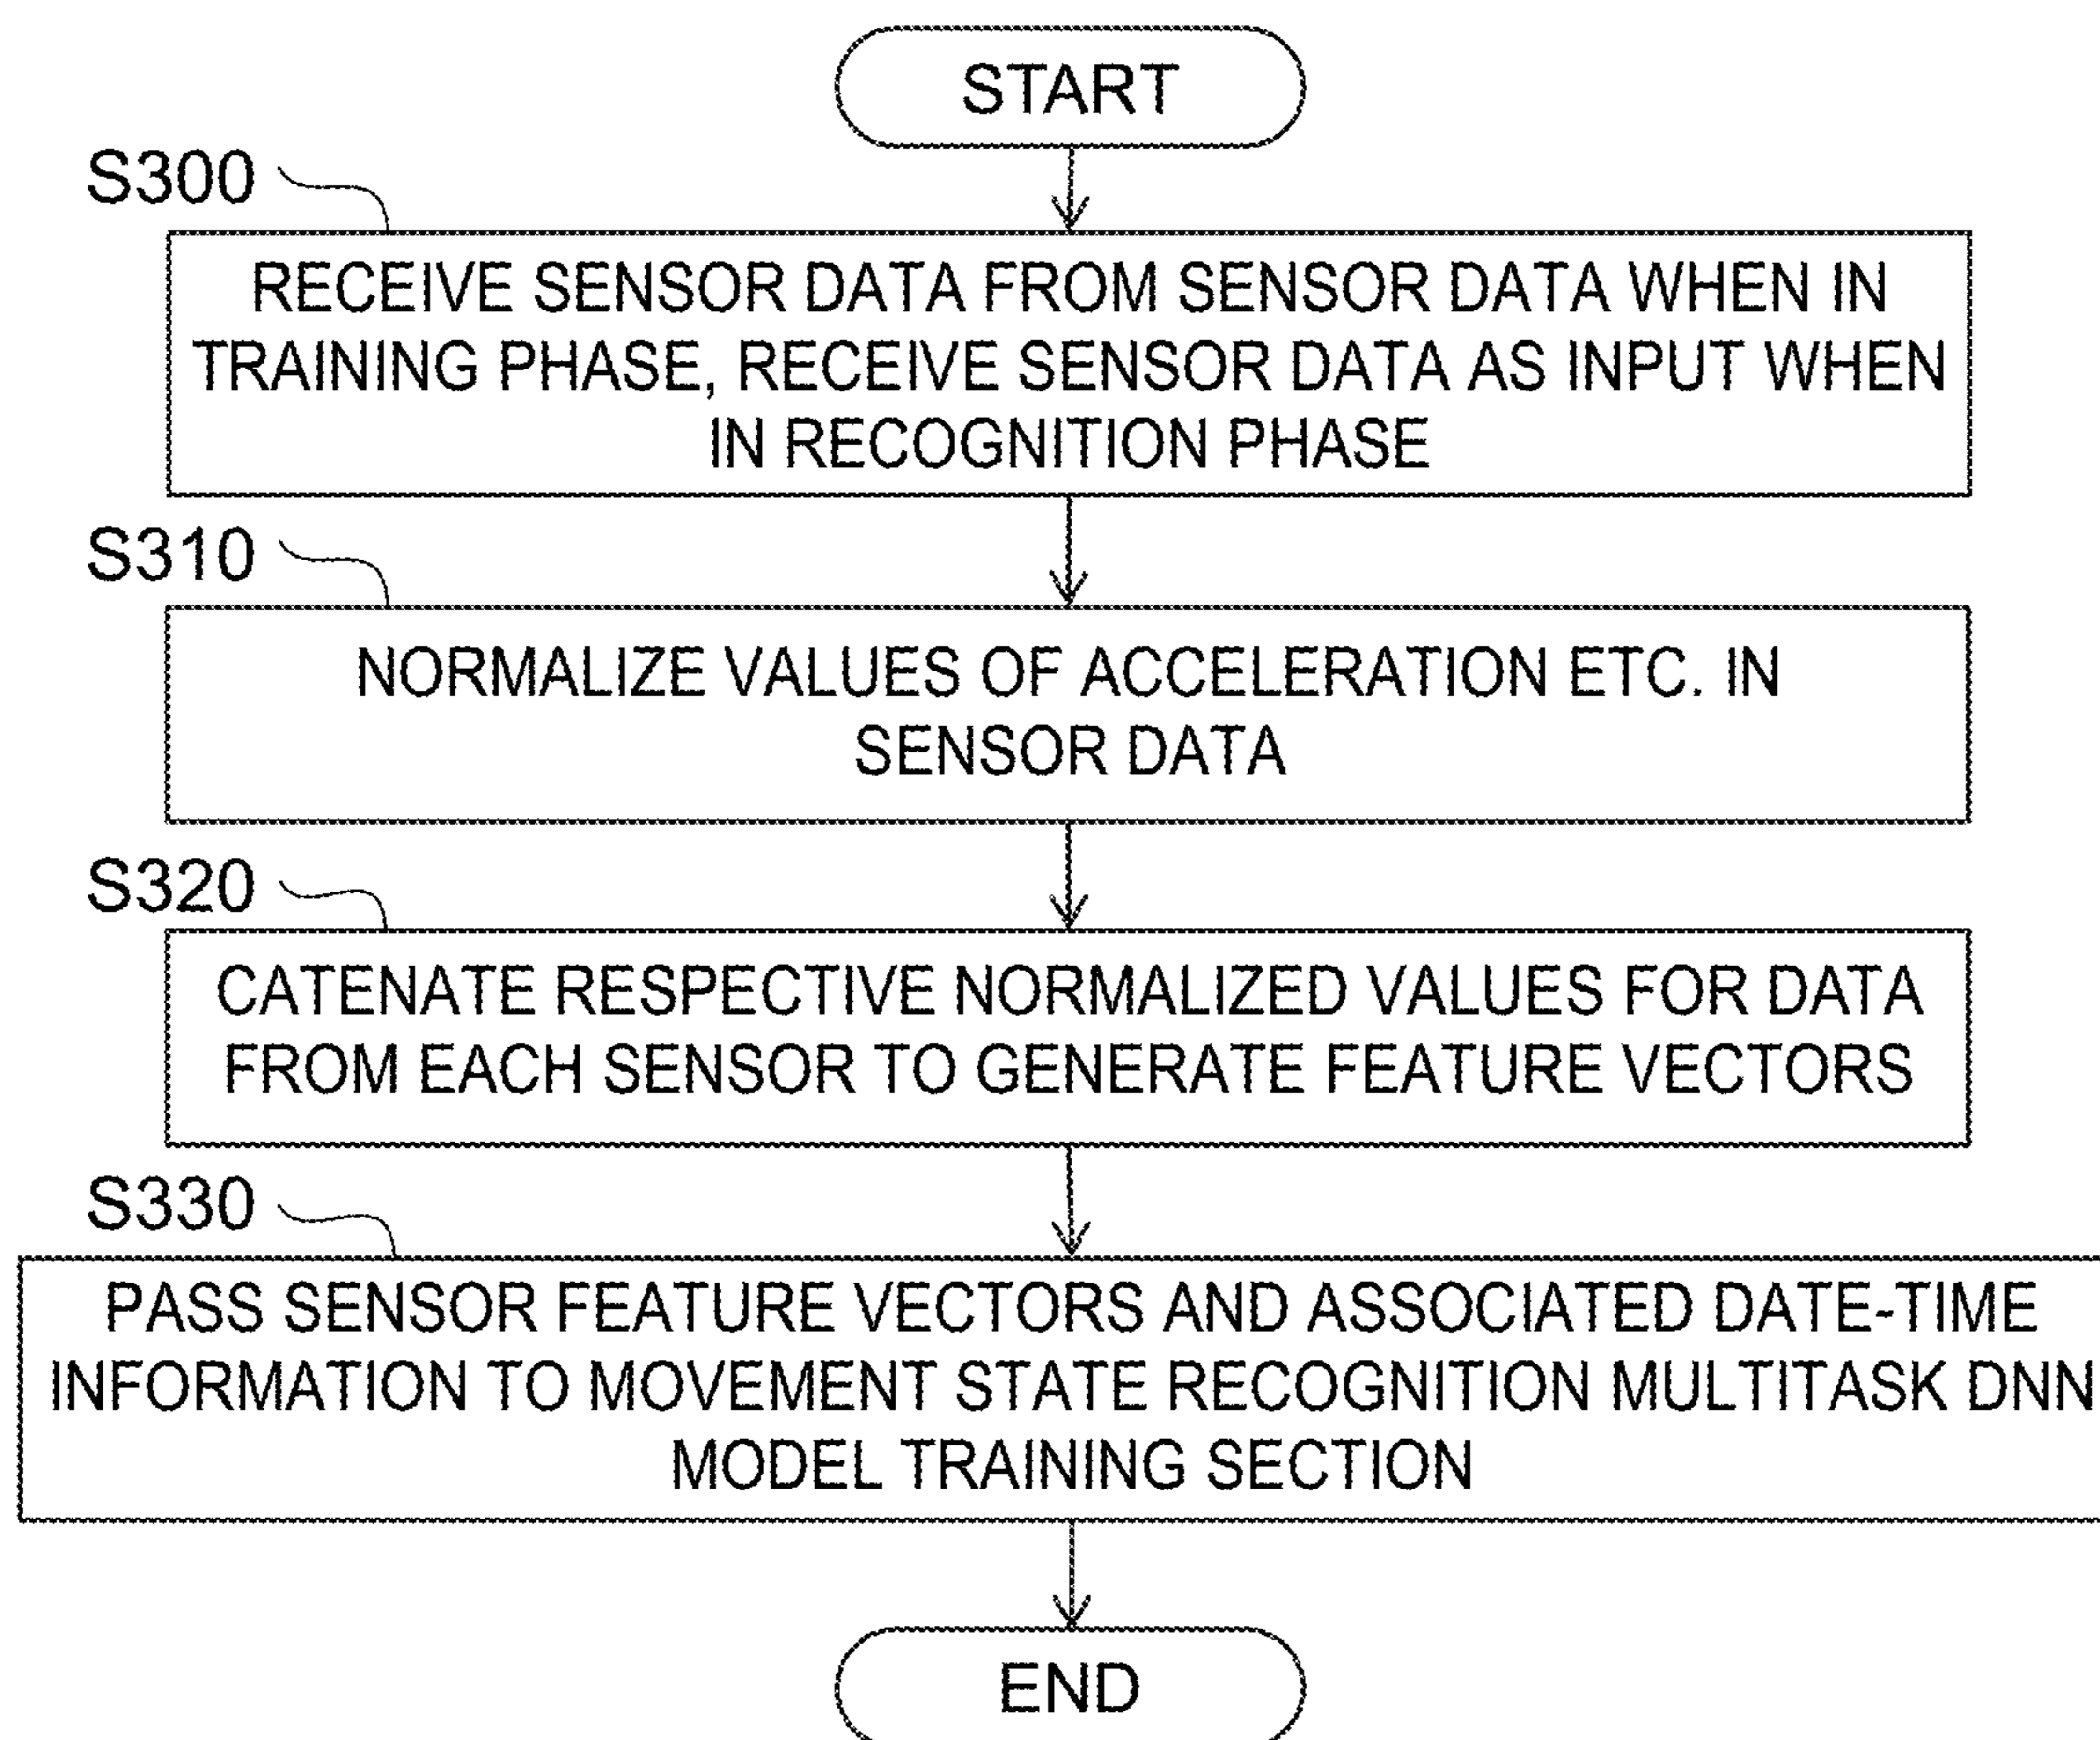 START
S300
RECEIVE SENSOR DATA FROM SENSOR DATA WHEN IN
TRAINING PHASE, RECEIVE SENSOR DATA AS INPUT WHEN
IN RECOGNITION PHASE
S310
NORMALIZE VALUES OF ACCELERATION ETC. IN
SENSOR DATA
S320
CATENATE RESPECTIVE NORMALIZED VALUES FOR DATA
FROM EACH SENSOR TO GENERATE FEATURE VECTORS
S330
PASS SENSOR FEATURE VECTORS AND ASSOCIATED DATE-TIME
INFORMATION TO MOVEMENT STATE RECOGNITION MULTITASK DNN
MODEL TRAINING SECTION
END